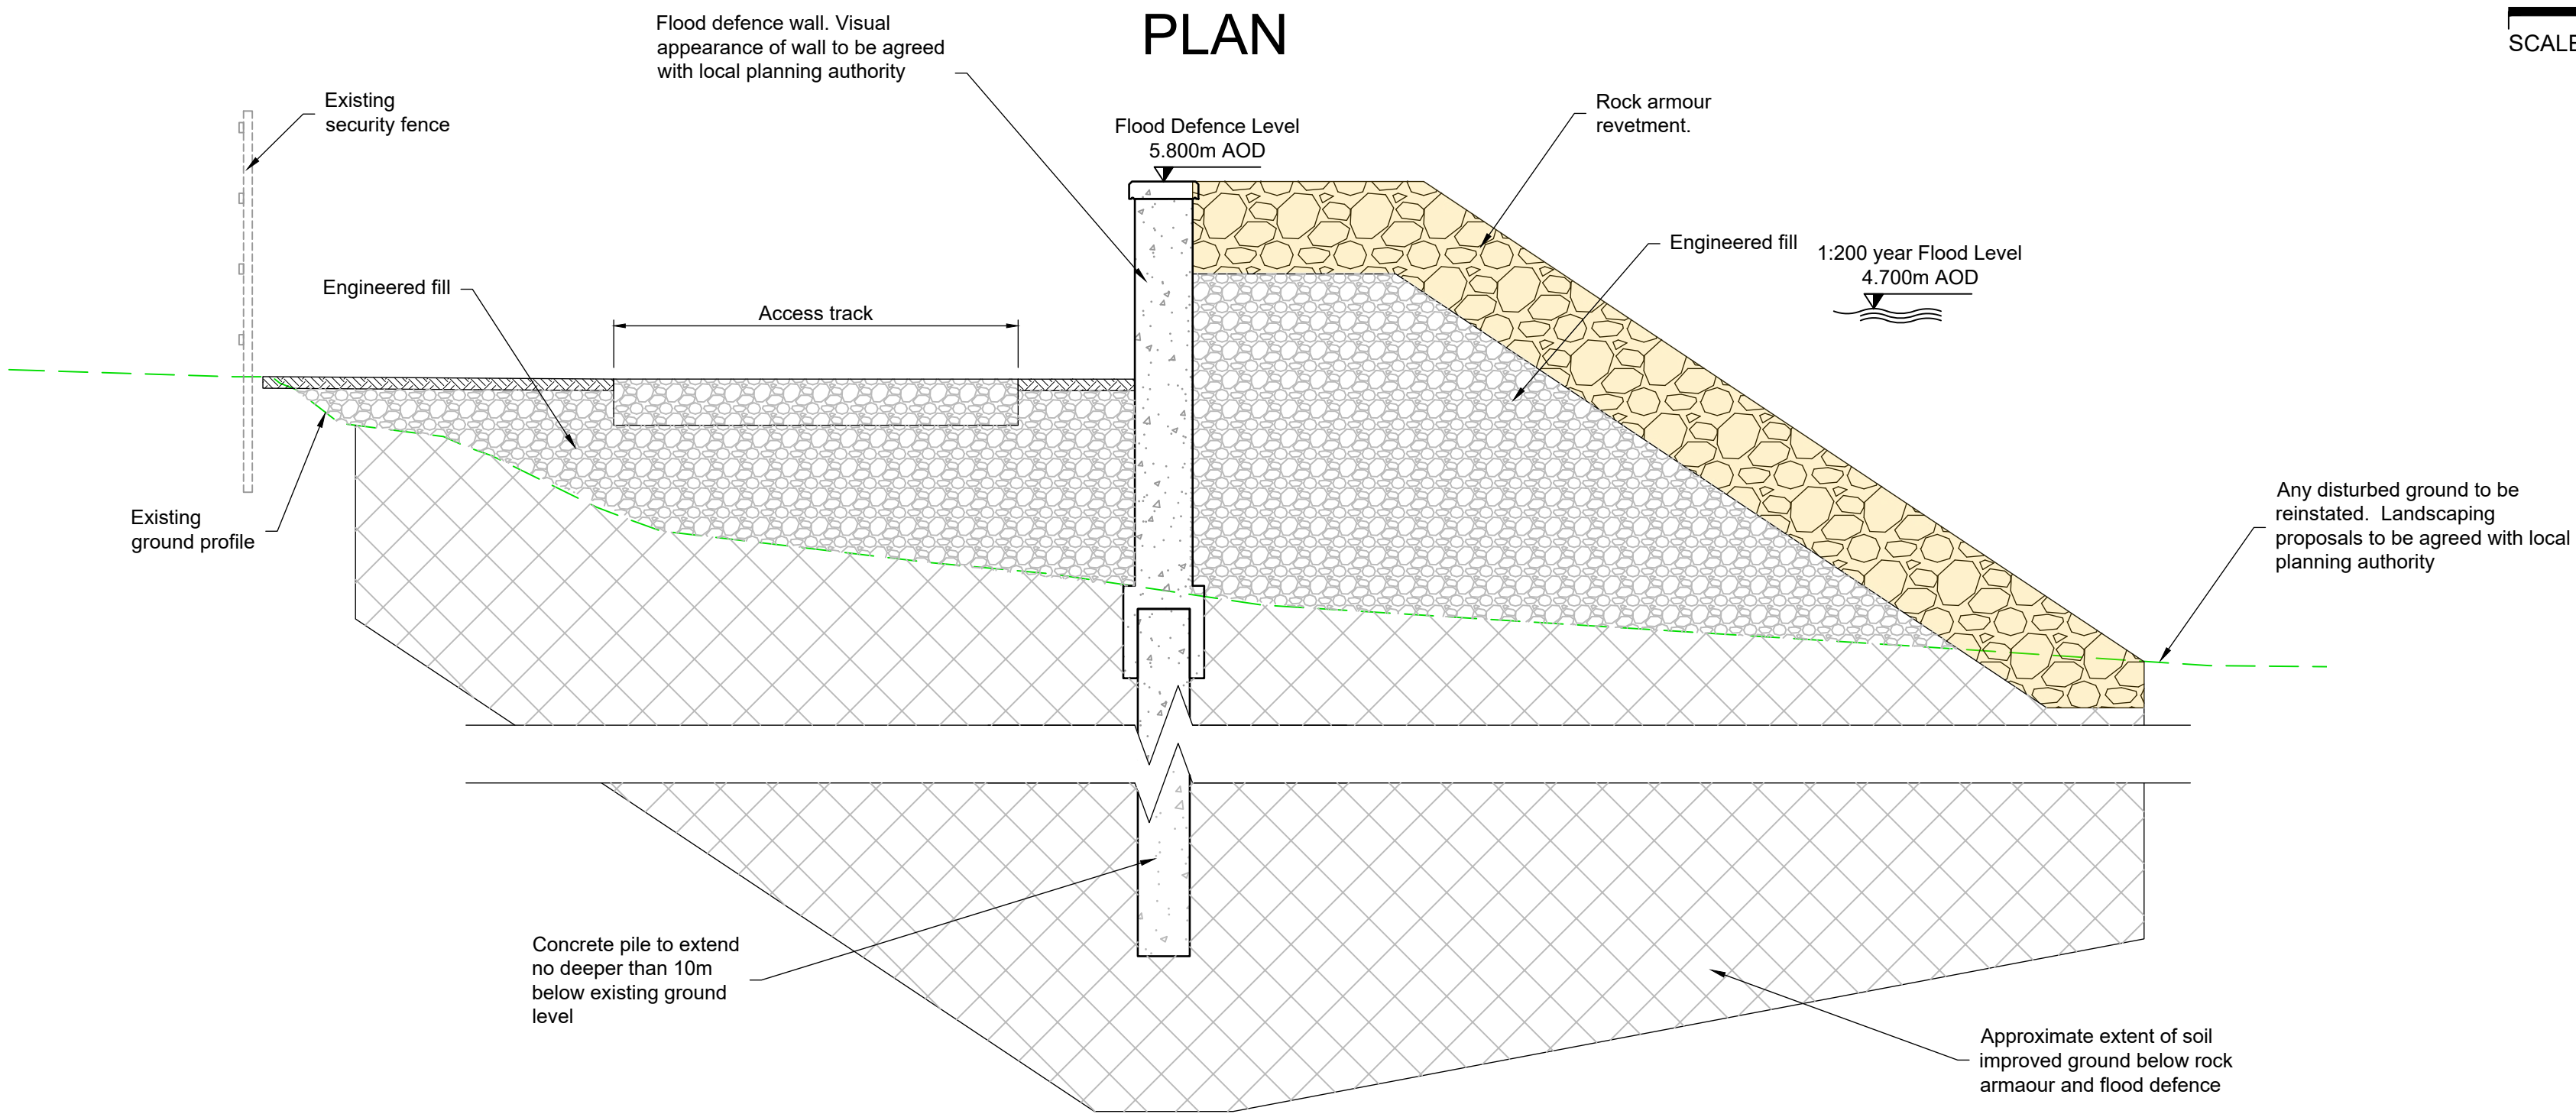 PLAN
SCALE
Flood defence wall. Visual
appearance of wall to be agreed
with local planning authority
Existing
security fence
Flood Defence Level
5.800m AOD
Rock armour
revetment.
Engineered fill
1:200 year Flood Level
4.700m AOD
Engineered fill
Access track
Existing
ground profile
Any disturbed ground to be
reinstated. Landscaping
proposals to be agreed with local
planning authority
Concrete pile to extend
no deeper than 10m
below existing ground
level
Approximate extent of soil
improved ground below rock
armaour and flood defence